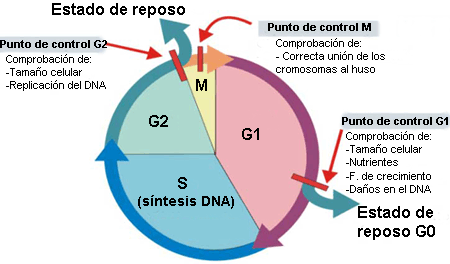 Estado de reposo
Punto de control G2
Comprobación de:
-Tamaño celular
-Replicación del DNA
Punto de control M
Comprobación de:
- Correcta unión de los
cromosomas al huso
M
G2
G1
S
(síntesis DNA)
Punto de control G1
Comprobación de:
-Tamaño celular
-Nutrientes
-F. de crecimiento
-Daños en el DNA
Estado de
reposo G0